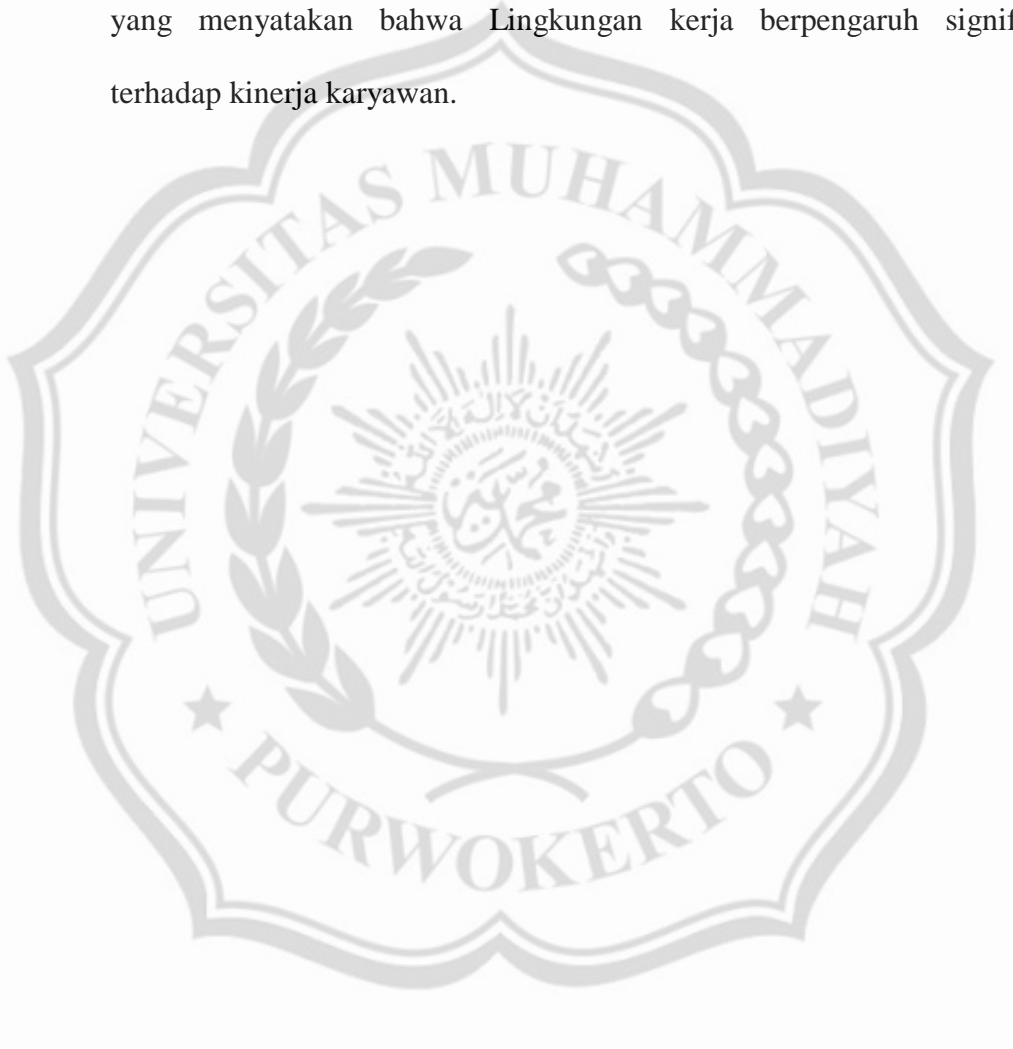 yang menyatakan bahwa Lingkungan kerja berpengaruh signif
terhadap kinerja karyawan.
UNIVERSITAS MUHAMMADIYAH
PURWOKERTO